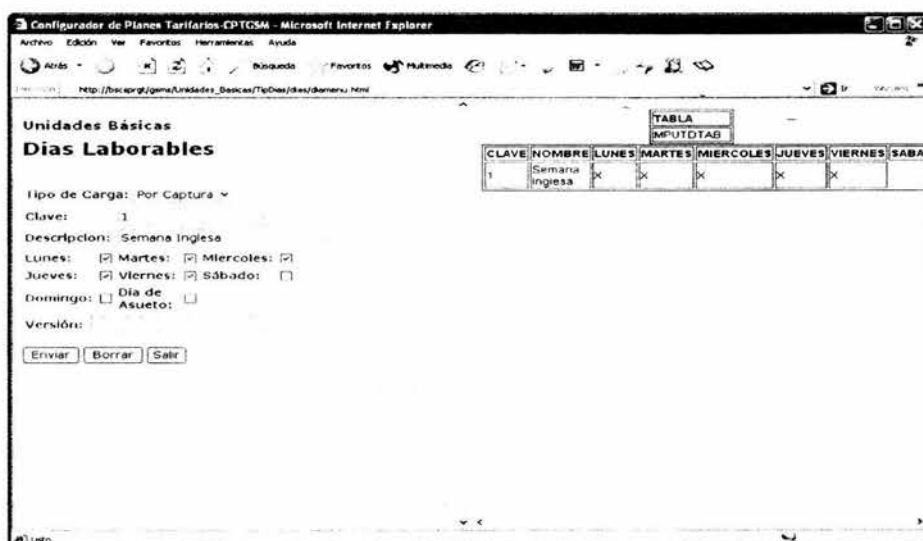 Configurador de Planes Tarifarios-CPTGSM - Microsoft Internet Explorer
Archivo Edición Ver Favoritos Herramientas Ayuda
Atrás Búsqueda Favoritos Multimedia
Ir
Unidades Básicas
Dias Laborables
Tipo de Carga: Por Captura
Clave: 1
Descripcion: Semana Inglesa
Lunes: Martes: Miercoles:
Jueves: Viernes: Sábado:
Domingo: Día de Asueto:
Versión:
Enviar Borrar Salir
TABLA
MPUTDTAB
CLAVE NOMBRE LUNES MARTES MIERCOLES JUEVES VIERNES SABA
1 Semana inglesa X X X X X
Listo